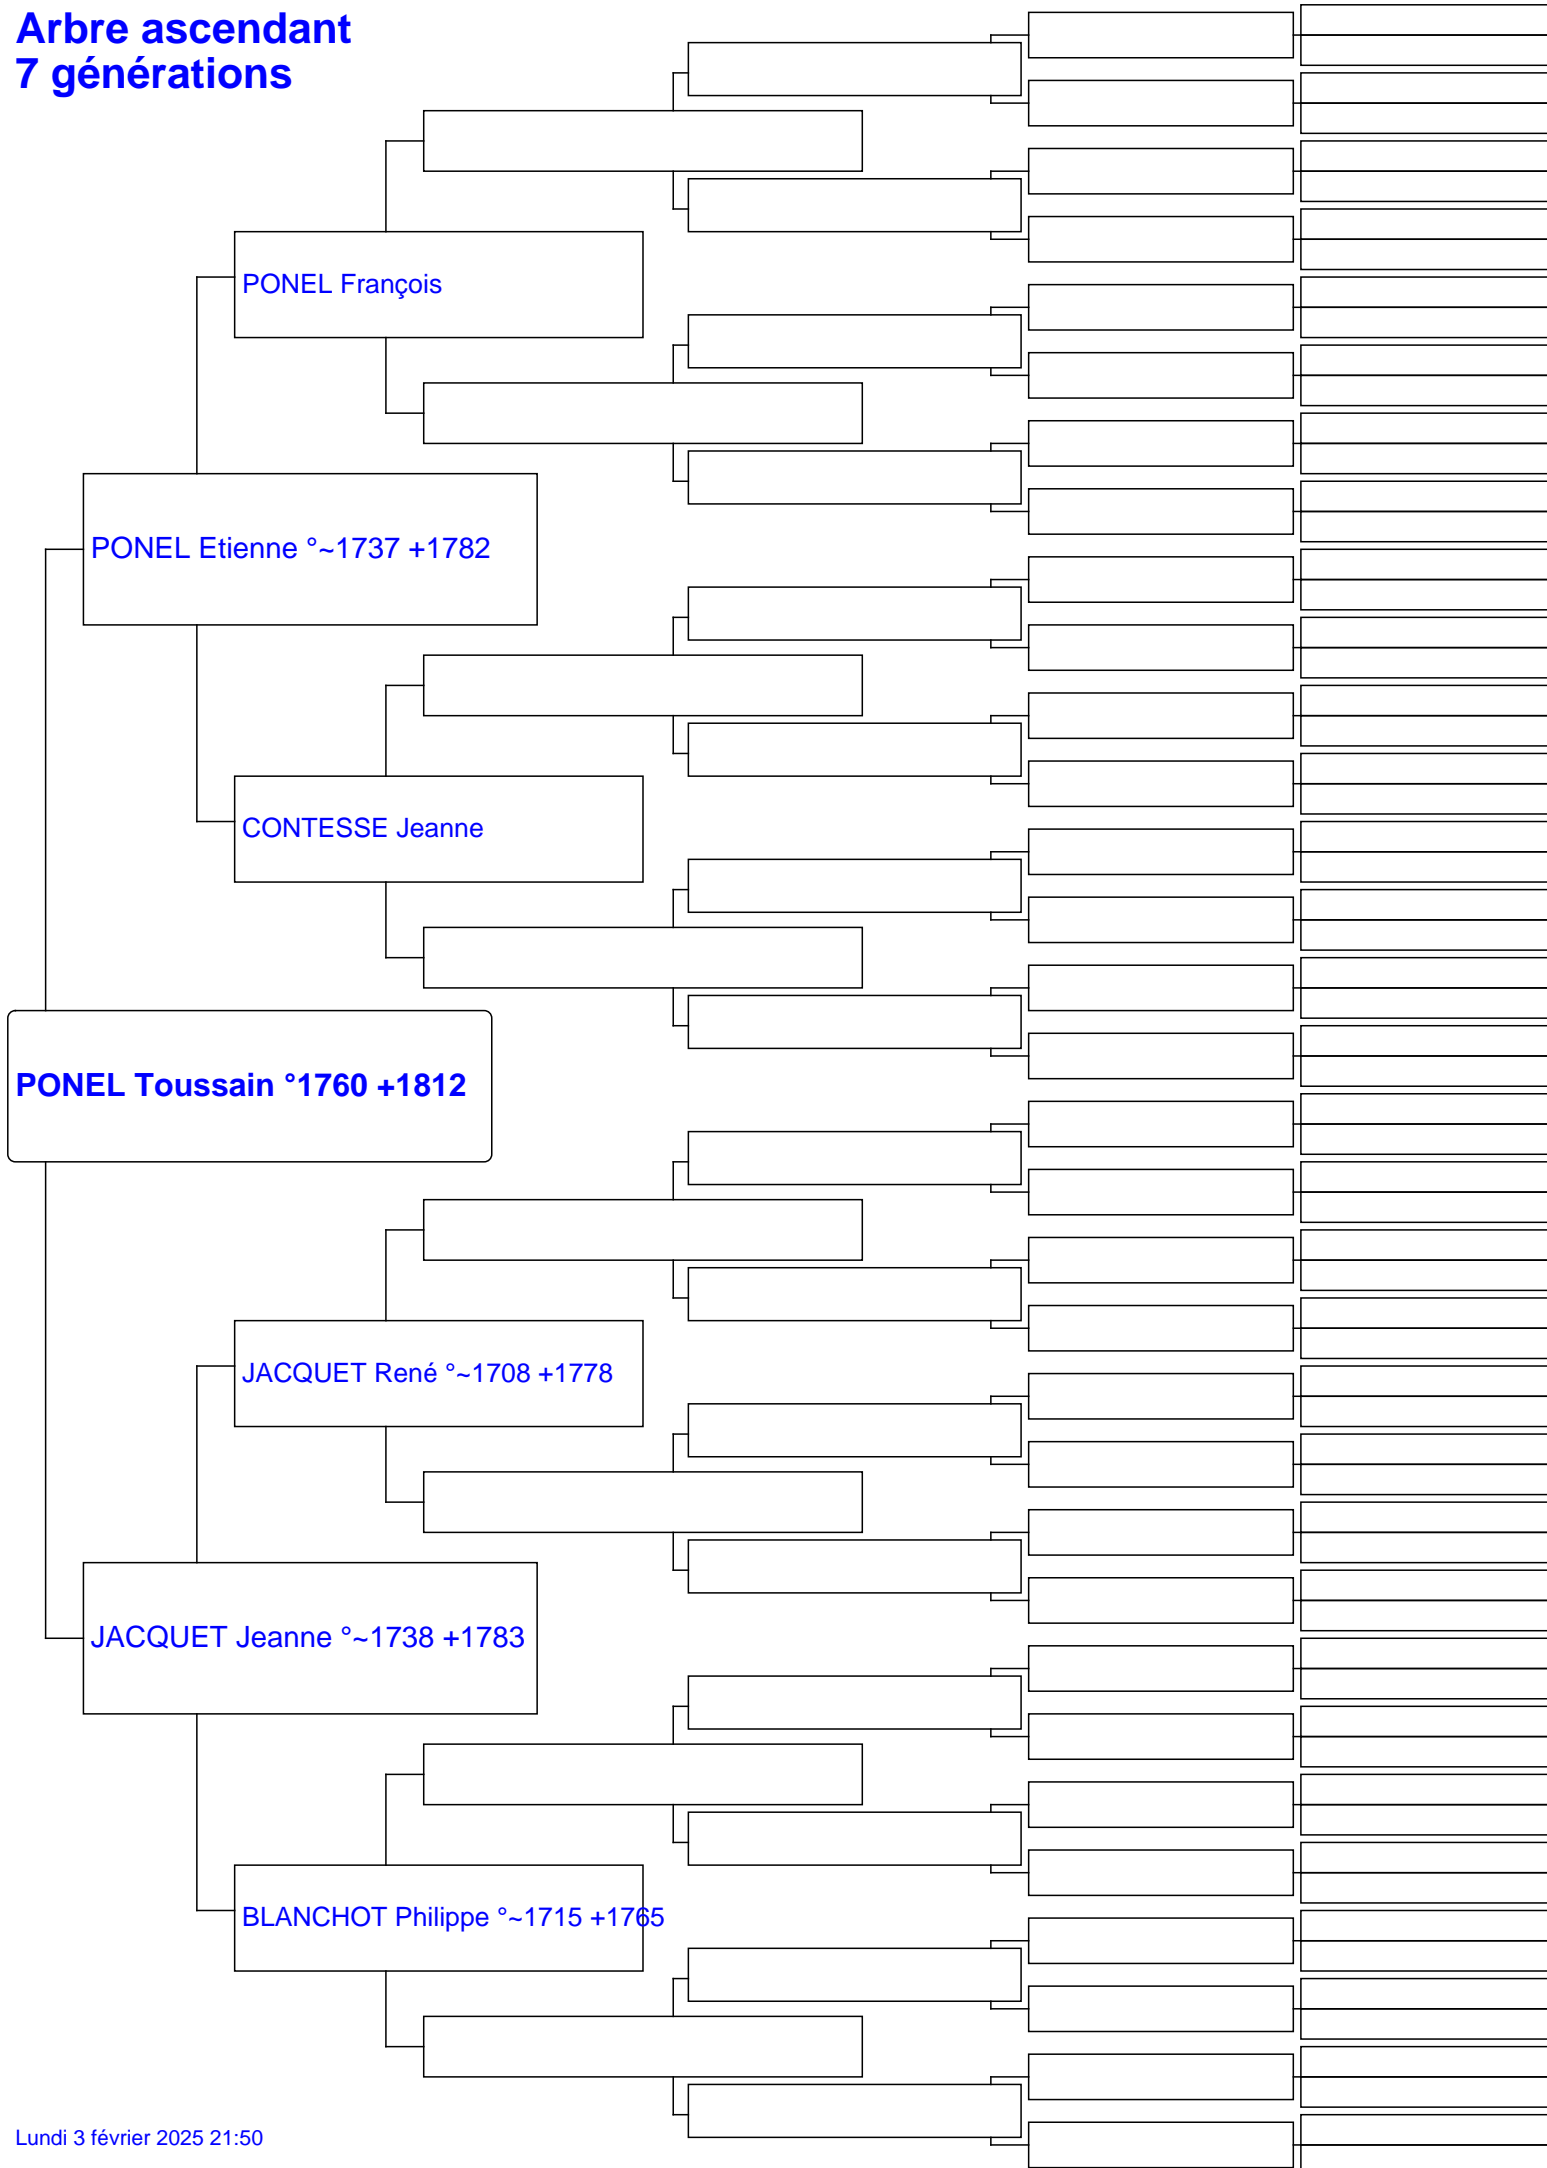 Arbre ascendant
7 générations
PONEL François
PONEL Etienne °~1737 +1782
CONTESSE Jeanne
PONEL Toussain °1760 +1812
JACQUET René °~1708 +1778
JACQUET Jeanne °~1738 +1783
BLANCHOT Philippe °~1715 +1765
Lundi 3 février 2025 21:50